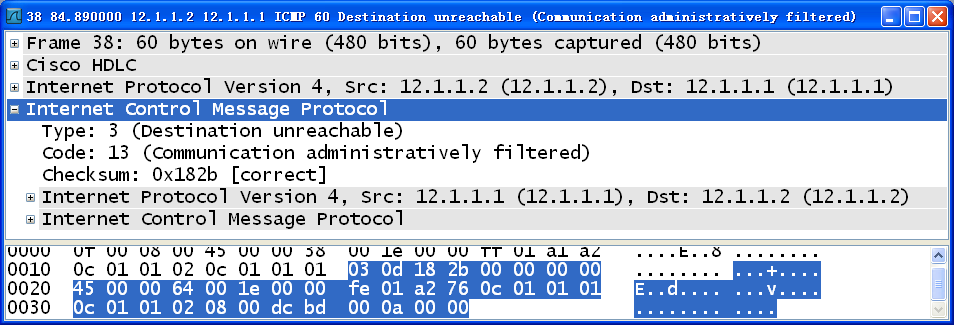 38 84.890000 12.1.1.2 12.1.1.1 ICMP 60 Destination unreachable (Communication administratively filtered)
Frame 38: 60 bytes on wire (480 bits), 60 bytes captured (480 bits)
Cisco HDLC
Internet Protocol Version 4, Src: 12.1.1.2 (12.1.1.2), Dst: 12.1.1.1 (12.1.1.1)
Internet Control Message Protocol
Type: 3 (Destination unreachable)
Code: 13 (Communication administratively filtered)
Checksum: 0x182b [correct]
Internet Protocol Version 4, Src: 12.1.1.1 (12.1.1.1), Dst: 12.1.1.2 (12.1.1.2)
Internet Control Message Protocol
0000 0f 00 08 00 45 00 00 38 00 1e 00 00 ff 01 a1 a2 ....E..8 ........
0010 0c 01 01 02 0c 01 01 01 03 0d 18 2b 00 00 00 00 ........ ...+....
0020 45 00 00 64 00 1e 00 00 fe 01 a2 76 0c 01 01 01 E..d.... ...v....
0030 0c 01 01 02 08 00 dc bd 00 0a 00 00 ........ ....